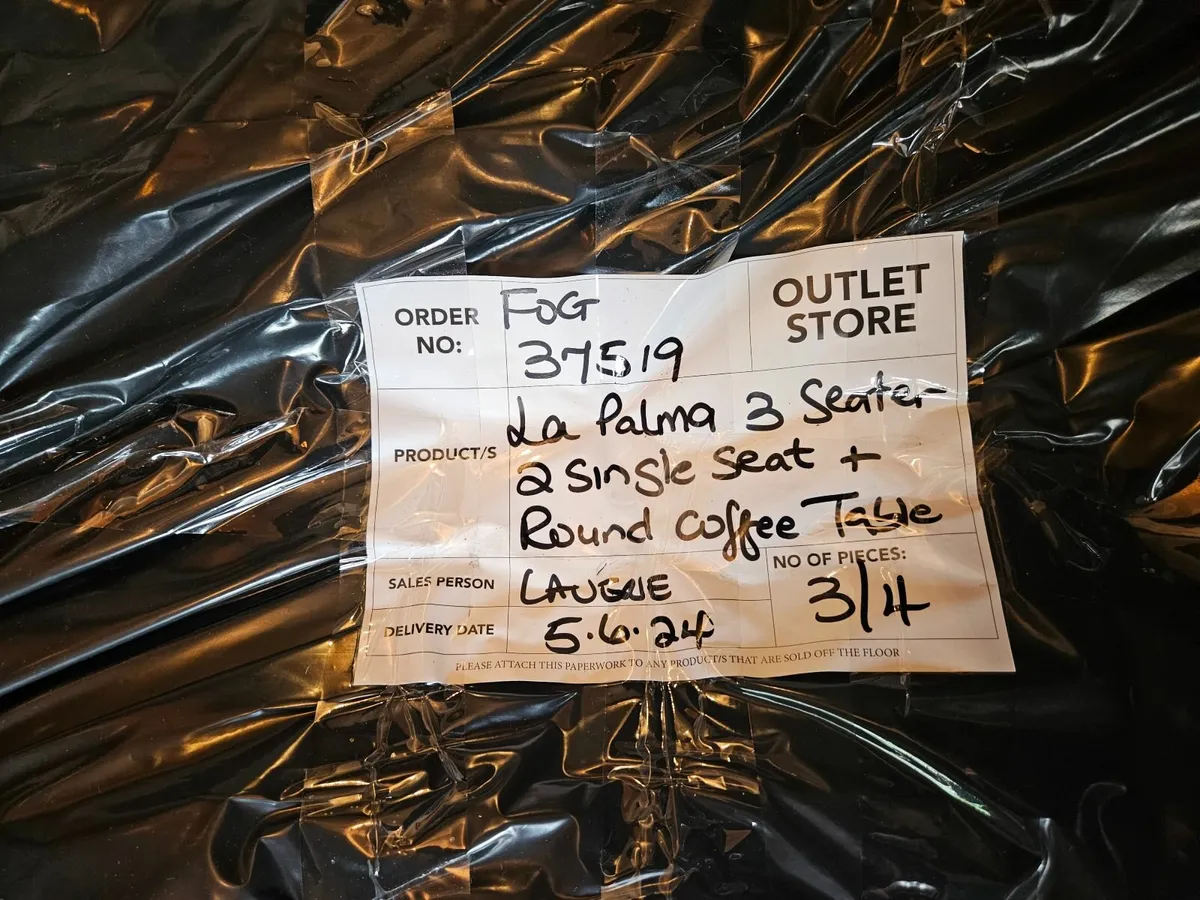 ORDER NO:
FOG
37519
OUTLET
STORE
PRODUCT/S
La Palma 3 Seater
2 single seat +
Round coffee Table
SALES PERSON
LAUERIE
NO OF PIECES:
3/4
DELIVERY DATE
5.6.24
PLEASE ATTACH THIS PAPERWORK TO ANY PRODUCT/S THAT ARE SOLD OFF THE FLOOR